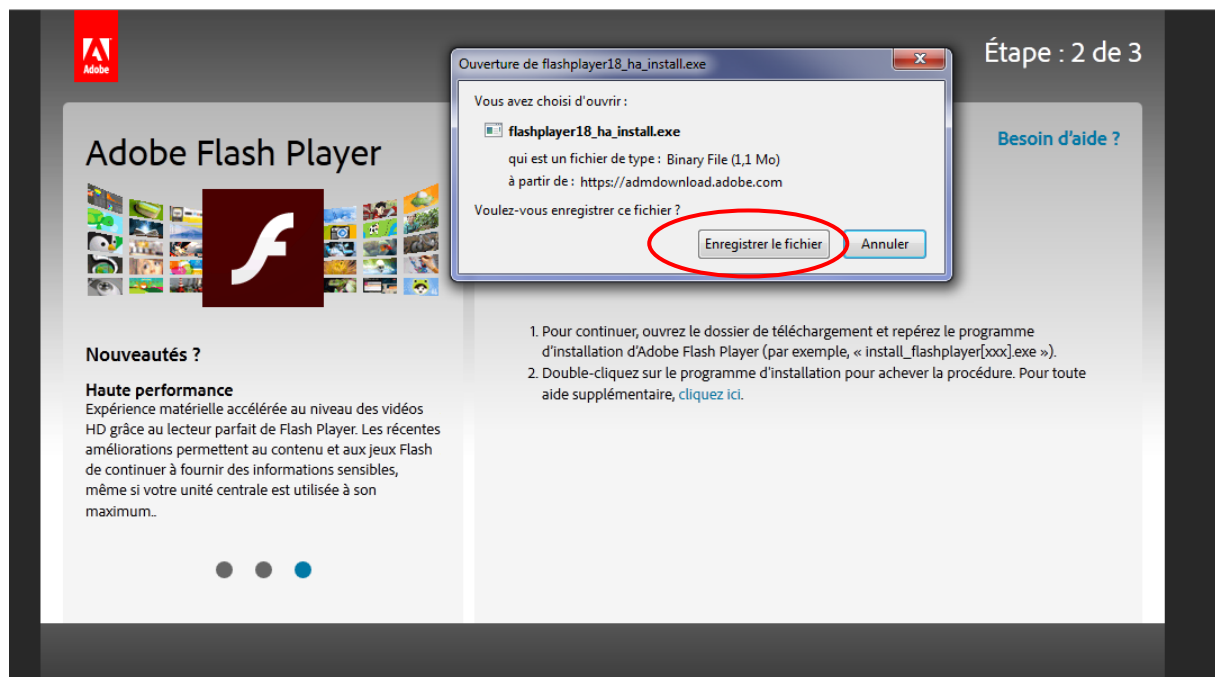 Adobe
Étape : 2 de 3
Ouverture de flashplayer18_ha_install.exe
Vous avez choisi d'ouvrir :
flashplayer18_ha_install.exe
qui est un fichier de type : Binary File (1,1 Mo)
à partir de : https://admdownload.adobe.com
Voulez-vous enregistrer ce fichier ?
Enregistrer le fichier
Annuler
Besoin d'aide ?
Adobe Flash Player
Nouveautés ?
Haute performance
Expérience matérielle accélérée au niveau des vidéos
HD grâce au lecteur parfait de Flash Player. Les récentes
améliorations permettent au contenu et aux jeux Flash
de continuer à fournir des informations sensibles,
même si votre unité centrale est utilisée à son
maximum..
1. Pour continuer, ouvrez le dossier de téléchargement et repérez le programme
d'installation d'Adobe Flash Player (par exemple, « install_flashplayer[xxx].exe »).
2. Double-cliquez sur le programme d'installation pour achever la procédure. Pour toute
aide supplémentaire, cliquez ici.